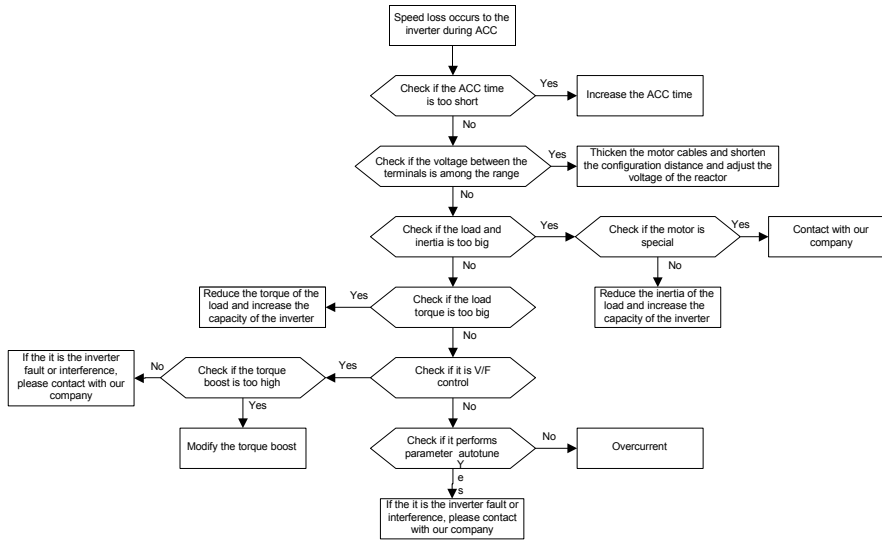 Speed loss occurs to the
inverter during ACC
Check if the ACC time
is too short
Yes
Increase the ACC time
No
Check if the voltage between the
terminals is among the range
Yes
Thicken the motor cables and shorten
the configuration distance and adjust the
voltage of the reactor
No
Check if the load and
inertia is too big
Yes
Check if the motor is
special
Yes
Contact with our
company
No
No
Reduce the torque of the
load and increase the
capacity of the inverter
Yes
Check if the load
torque is too big
Reduce the inertia of the
load and increase the
capacity of the inverter
No
If the it is the inverter
fault or interference,
please contact with our
company
No
Check if the torque
boost is too high
Yes
Check if it is V/F
control
Yes
No
Modify the torque boost
Check if it performs
parameter autotune
No
Overcurrent
Y
e
s
If the it is the inverter fault or
interference, please contact
with our company